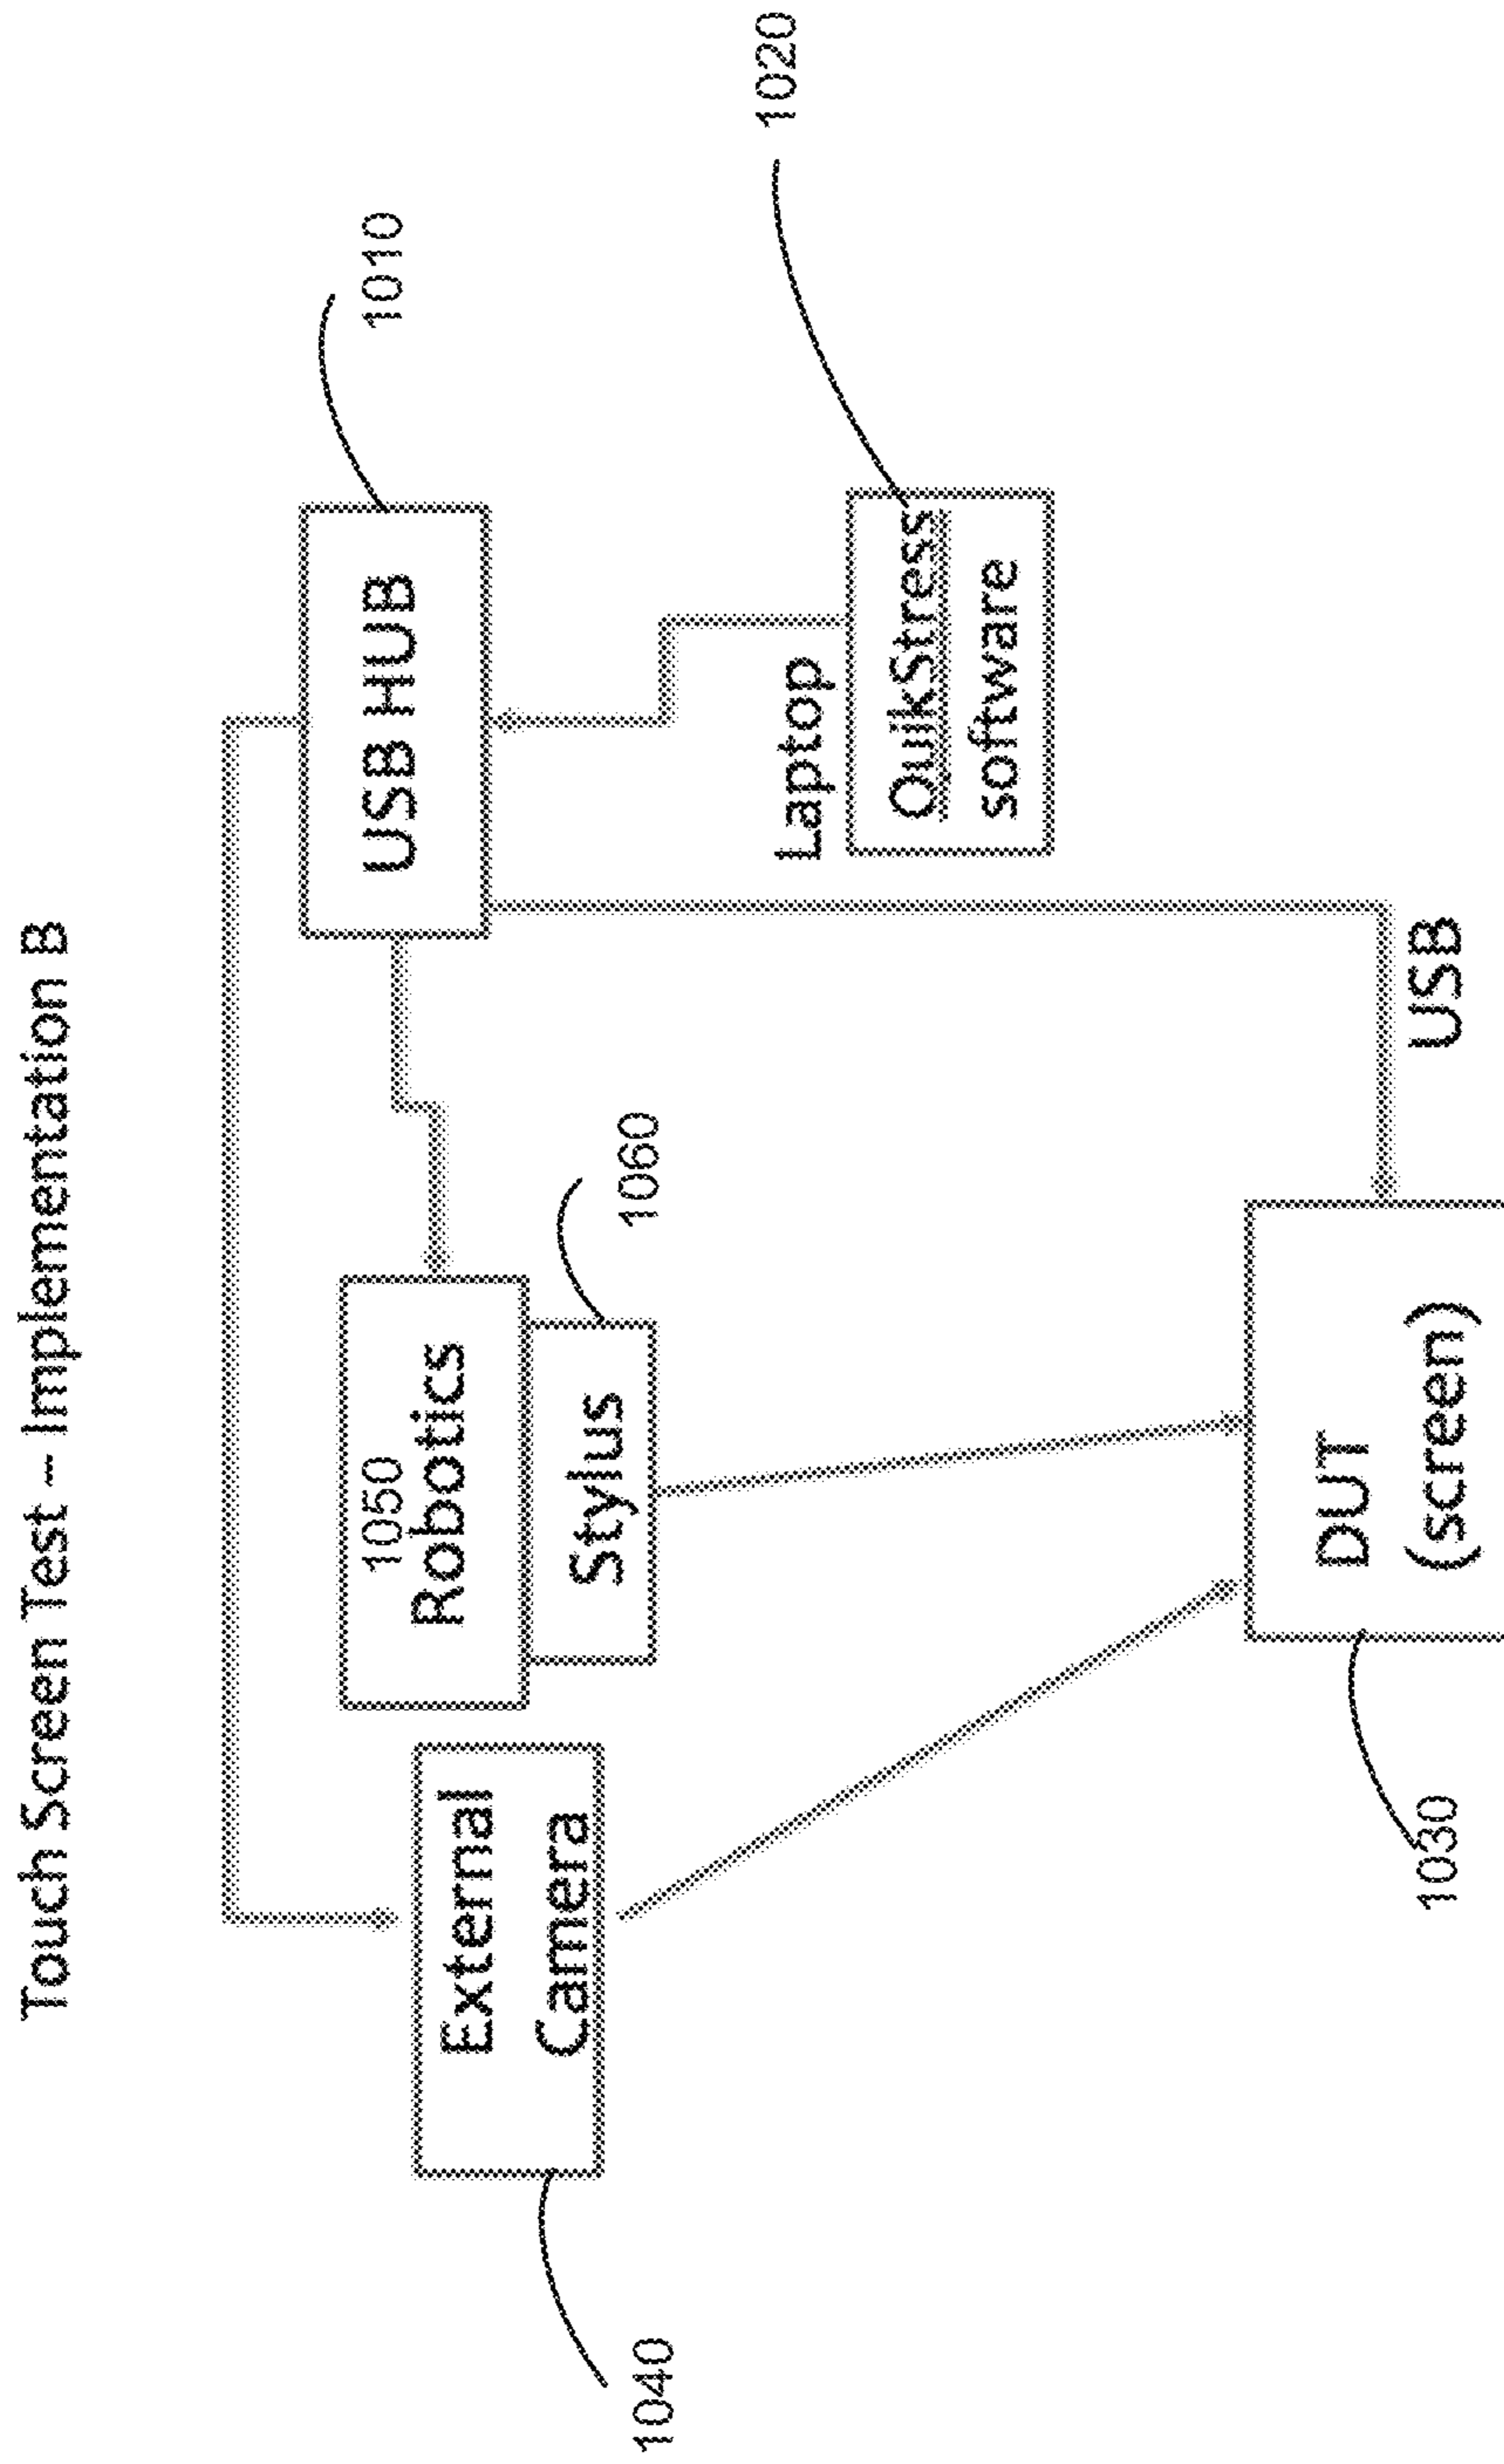 Touch Screen Test – Implementation B
1010
USB HUB
1020
Laptop
QuikStress
software
1050
Robotics
1060
Stylus
External
Camera
1040
USB
DUT
(screen)
1030